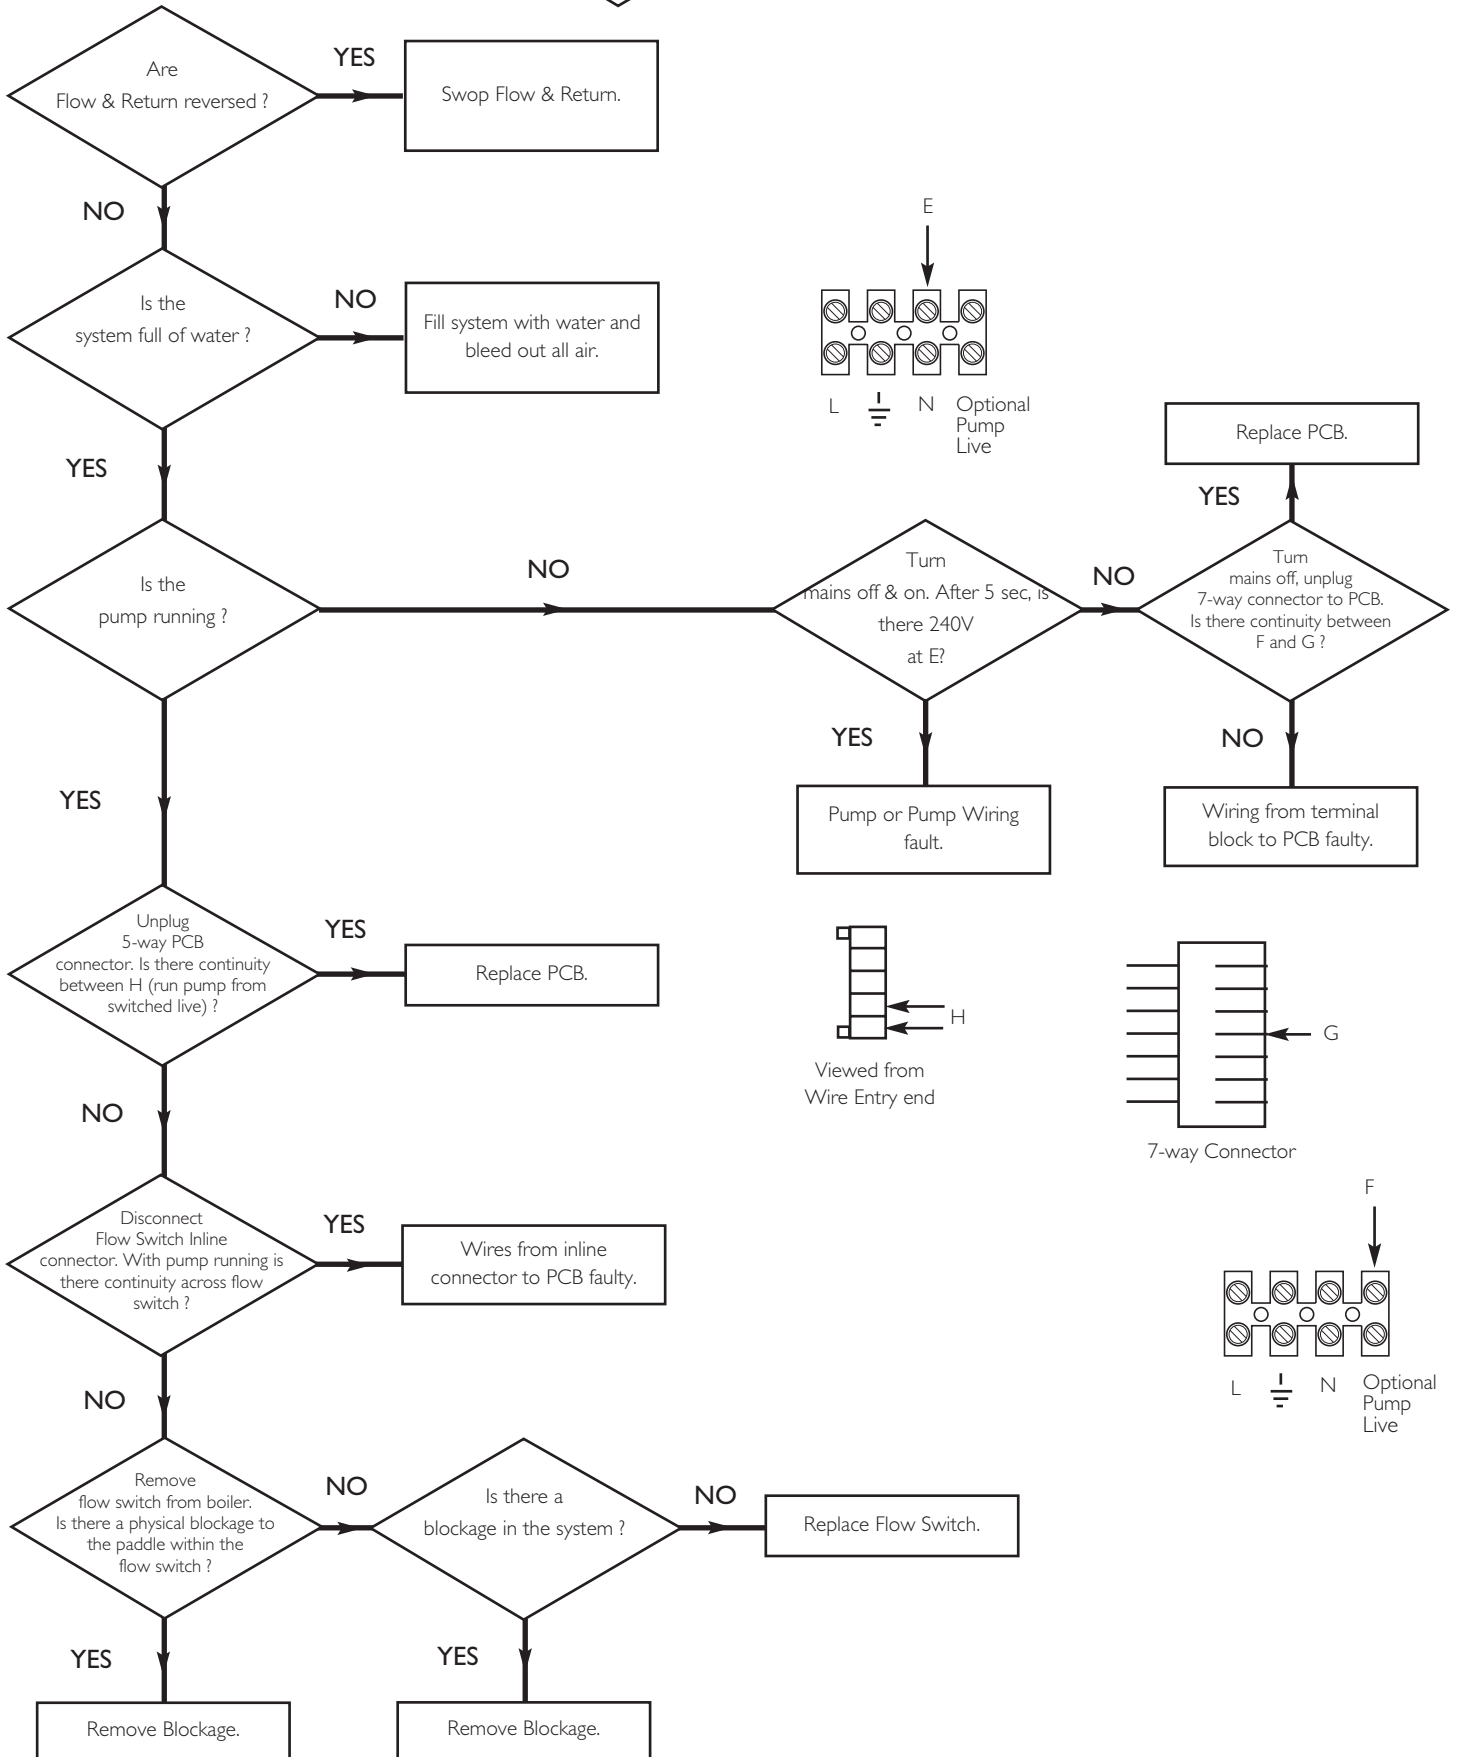 Are
Flow & Return reversed ?
YES
Swop Flow & Return.
NO
Is the
system full of water ?
NO
Fill system with water and
bleed out all air.
E
L
N
Optional
Pump
Live
YES
Is the
pump running ?
NO
Turn
mains off & on. After 5 sec, is
there 240V
at E?
NO
Turn
mains off, unplug
7-way connector to PCB.
Is there continuity between
F and G ?
YES
Replace PCB.
YES
Pump or Pump Wiring
fault.
NO
Wiring from terminal
block to PCB faulty.
YES
Unplug
5-way PCB
connector. Is there continuity
between H (run pump from
switched live) ?
YES
Replace PCB.
H
Viewed from
Wire Entry end
G
7-way Connector
NO
Disconnect
Flow Switch Inline
connector. With pump running is
there continuity across flow
switch ?
YES
Wires from inline
connector to PCB faulty.
F
L
N
Optional
Pump
Live
NO
Remove
flow switch from boiler.
Is there a physical blockage to
the paddle within the
flow switch ?
NO
Is there a
blockage in the system ?
NO
Replace Flow Switch.
YES
Remove Blockage.
YES
Remove Blockage.